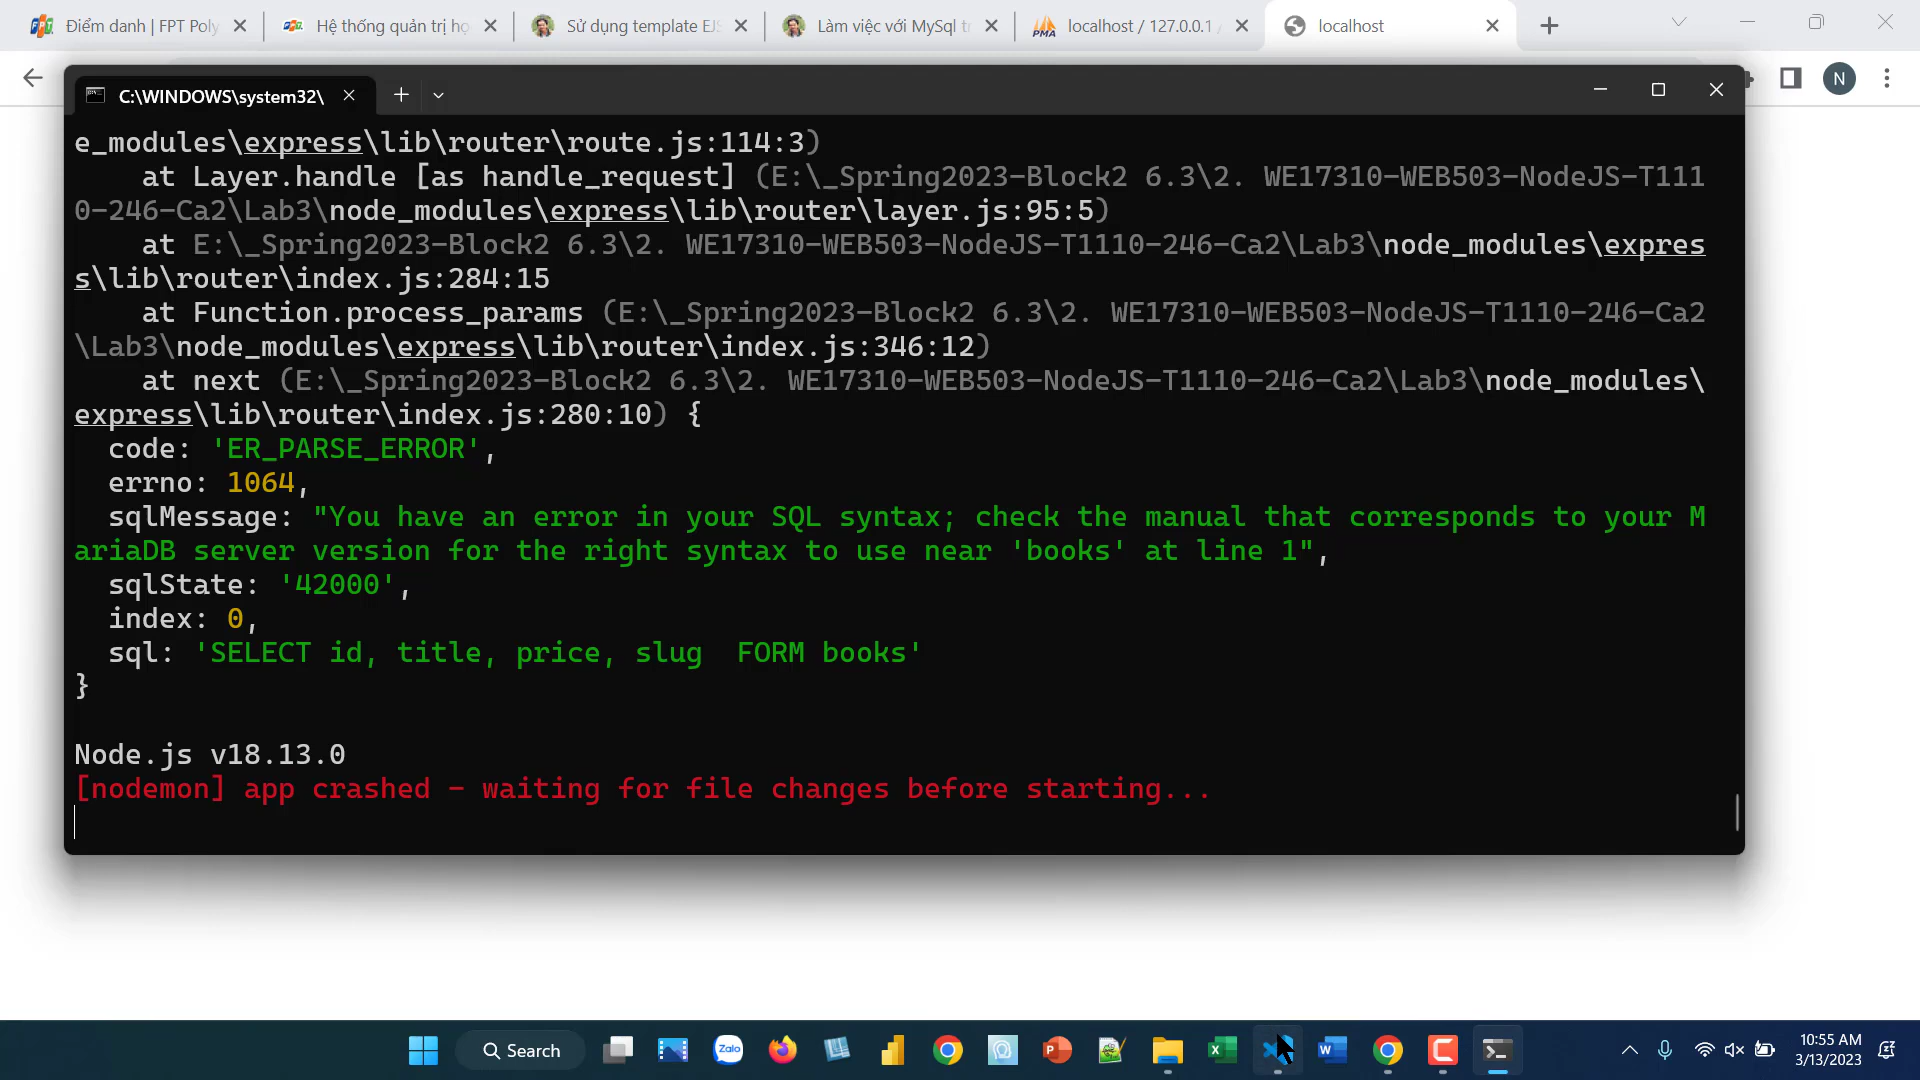 Điểm danh | FPT Poly
Hệ thống quản trị họ
Sử dụng template EJS
Làm việc với MySql t
PMA
localhost / 127.0.0.1 /
localhost
N
C:\WINDOWS\system32\
e_modules\express\lib\router\route.js:114:3)
at Layer.handle [as handle_request] (E:\_Spring2023-Block2 6.3\2. WE17310-WEB503-NodeJS-T111
0-246-Ca2\Lab3\node_modules\express\lib\router\layer.js:95:5)
at E:\_Spring2023-Block2 6.3\2. WE17310-WEB503-NodeJS-T1110-246-Ca2\Lab3\node_modules\expres
s\lib\router\index.js:284:15
at Function.process_params (E:\_Spring2023-Block2 6.3\2. WE17310-WEB503-NodeJS-T1110-246-Ca2
\Lab3\node_modules\express\lib\router\index.js:346:12)
at next (E:\_Spring2023-Block2 6.3\2. WE17310-WEB503-NodeJS-T1110-246-Ca2\Lab3\node_modules\
express\lib\router\index.js:280:10) {
code: 'ER_PARSE_ERROR',
errno: 1064,
sqlMessage: "You have an error in your SQL syntax; check the manual that corresponds to your M
ariaDB server version for the right syntax to use near 'books' at line 1",
sqlState: '42000',
index: 0,
sql: 'SELECT id, title, price, slug  FORM books'
}
Node.js v18.13.0
[nodemon] app crashed - waiting for file changes before starting...
Search
Zalo
10:55 AM
3/13/2023